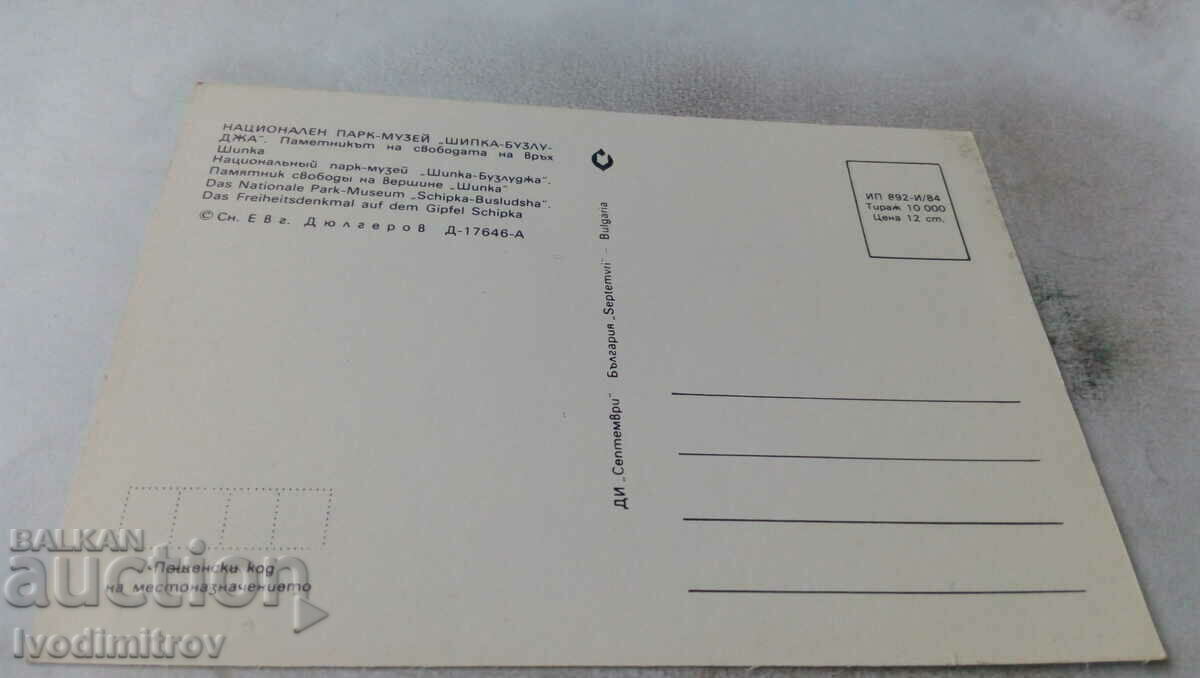 НАЦИОНАЛЕН ПАРК-МУЗЕЙ „ШИПКА-БУЗЛУ-
ДЖА“. Паметникът на свободата на връх
Шипка
Национальный парк-музей „Шипка-Бузлуджа“.
Памятник свободы на вершине „Шипка“
Das Nationale Park-Museum „Schipka-Busludsha“.
Das Freiheitsdenkmal auf dem Gipfel Schipka
© Сн. Евг. Дюлгеров Д-17646-А
ДИ „Септември“ България „Septemvri“ – Bulgaria
ИП 892-И/84
Тираж 10 000
Цена 12 ст.
Пощенски код
на местоназначението
BALKAN
auction
Ivodimitrov